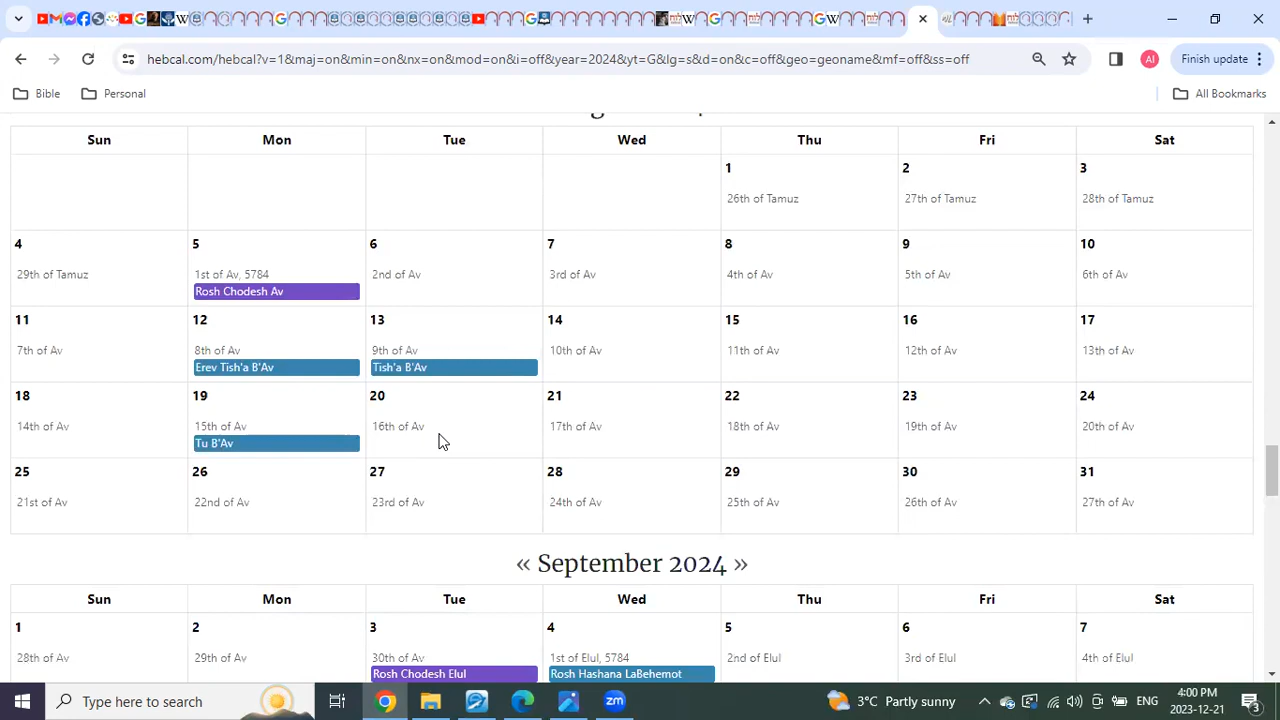 hebcal.com/hebcal?v=1&maj=on&min=on&nx=on&mod=on&i=off&year=2024&yt=G&lg=s&d=on&c=off&geo=geoname&mf=off&ss=off
AI
Finish update
Bible
Personal
All Bookmarks
Sun Mon Tue Wed Thu Fri Sat
1 2 3
26th of Tamuz 27th of Tamuz 28th of Tamuz
4 5 6 7 8 9 10
29th of Tamuz 1st of Av, 5784 2nd of Av 3rd of Av 4th of Av 5th of Av 6th of Av
Rosh Chodesh Av
11 12 13 14 15 16 17
7th of Av 8th of Av 9th of Av 10th of Av 11th of Av 12th of Av 13th of Av
Erev Tish'a B'Av Tish'a B'Av
18 19 20 21 22 23 24
14th of Av 15th of Av 16th of Av 17th of Av 18th of Av 19th of Av 20th of Av
Tu B'Av
25 26 27 28 29 30 31
21st of Av 22nd of Av 23rd of Av 24th of Av 25th of Av 26th of Av 27th of Av
« September 2024 »
Sun Mon Tue Wed Thu Fri Sat
1 2 3 4 5 6 7
28th of Av 29th of Av 30th of Av 1st of Elul, 5784 2nd of Elul 3rd of Elul 4th of Elul
Rosh Chodesh Elul Rosh Hashana LaBehemot
Type here to search
3°C Partly sunny
ENG
4:00 PM
2023-12-21
3